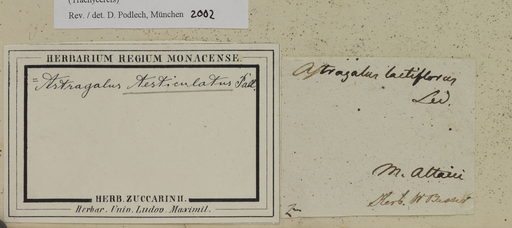 (Trachycercis)
Rev. / det. D. Podlech, München 2002
HERBARIUM REGIUM MONACENSE.
= Astragalus testiculatus Pall.
HERB. ZUCCARINII.
Herbar. Univ. Ludov. Maximil.
Astragalus lactiflorus
Led.
M. Altaici
Herb.